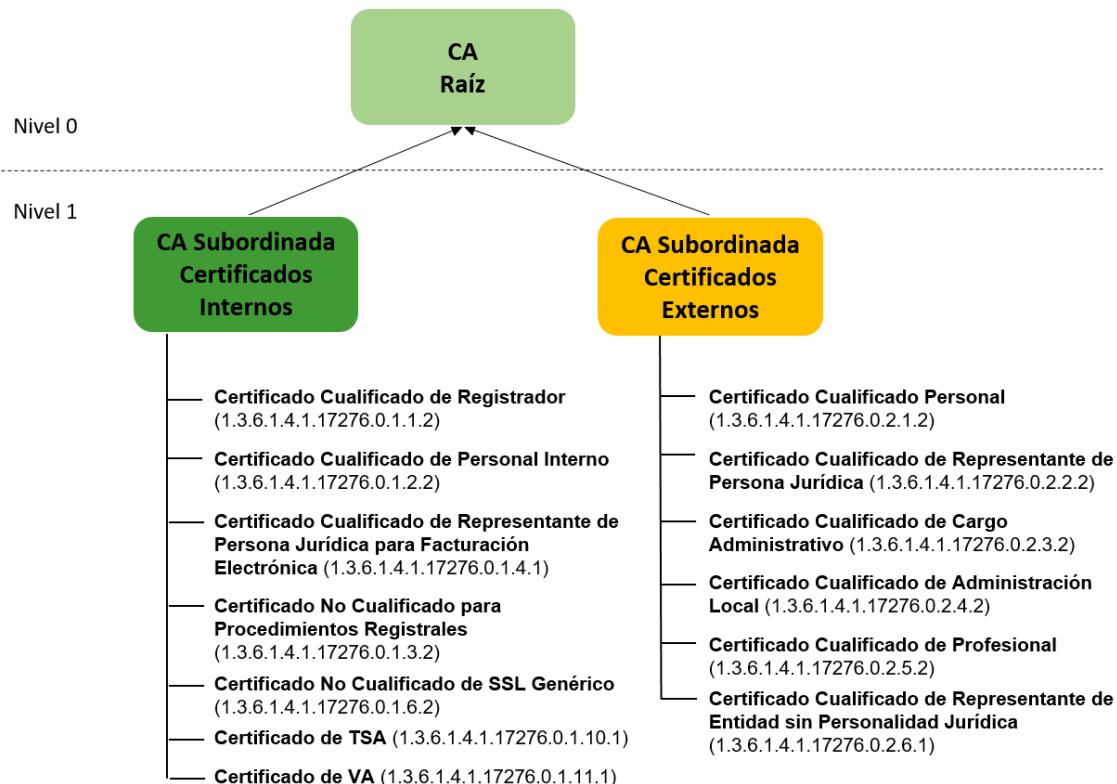 CA
Raíz
Nivel 0
Nivel 1
CA Subordinada
Certificados
Internos
Certificado Cualificado de Registrador
(1.3.6.1.4.1.17276.0.1.1.2)
Certificado Cualificado de Personal Interno
(1.3.6.1.4.1.17276.0.1.2.2)
Certificado Cualificado de Representante de
Persona Jurídica para Facturación
Electrónica (1.3.6.1.4.1.17276.0.1.4.1)
Certificado No Cualificado para
Procedimientos Registrales
(1.3.6.1.4.1.17276.0.1.3.2)
Certificado No Cualificado de SSL Genérico
(1.3.6.1.4.1.17276.0.1.6.2)
Certificado de TSA (1.3.6.1.4.1.17276.0.1.10.1)
Certificado de VA (1.3.6.1.4.1.17276.0.1.11.1)
CA Subordinada
Certificados
Externos
Certificado Cualificado Personal
(1.3.6.1.4.1.17276.0.2.1.2)
Certificado Cualificado de Representante de
Persona Jurídica (1.3.6.1.4.1.17276.0.2.2.2)
Certificado Cualificado de Cargo
Administrativo (1.3.6.1.4.1.17276.0.2.3.2)
Certificado Cualificado de Administración
Local (1.3.6.1.4.1.17276.0.2.4.2)
Certificado Cualificado de Profesional
(1.3.6.1.4.1.17276.0.2.5.2)
Certificado Cualificado de Representante de
Entidad sin Personalidad Jurídica
(1.3.6.1.4.1.17276.0.2.6.1)